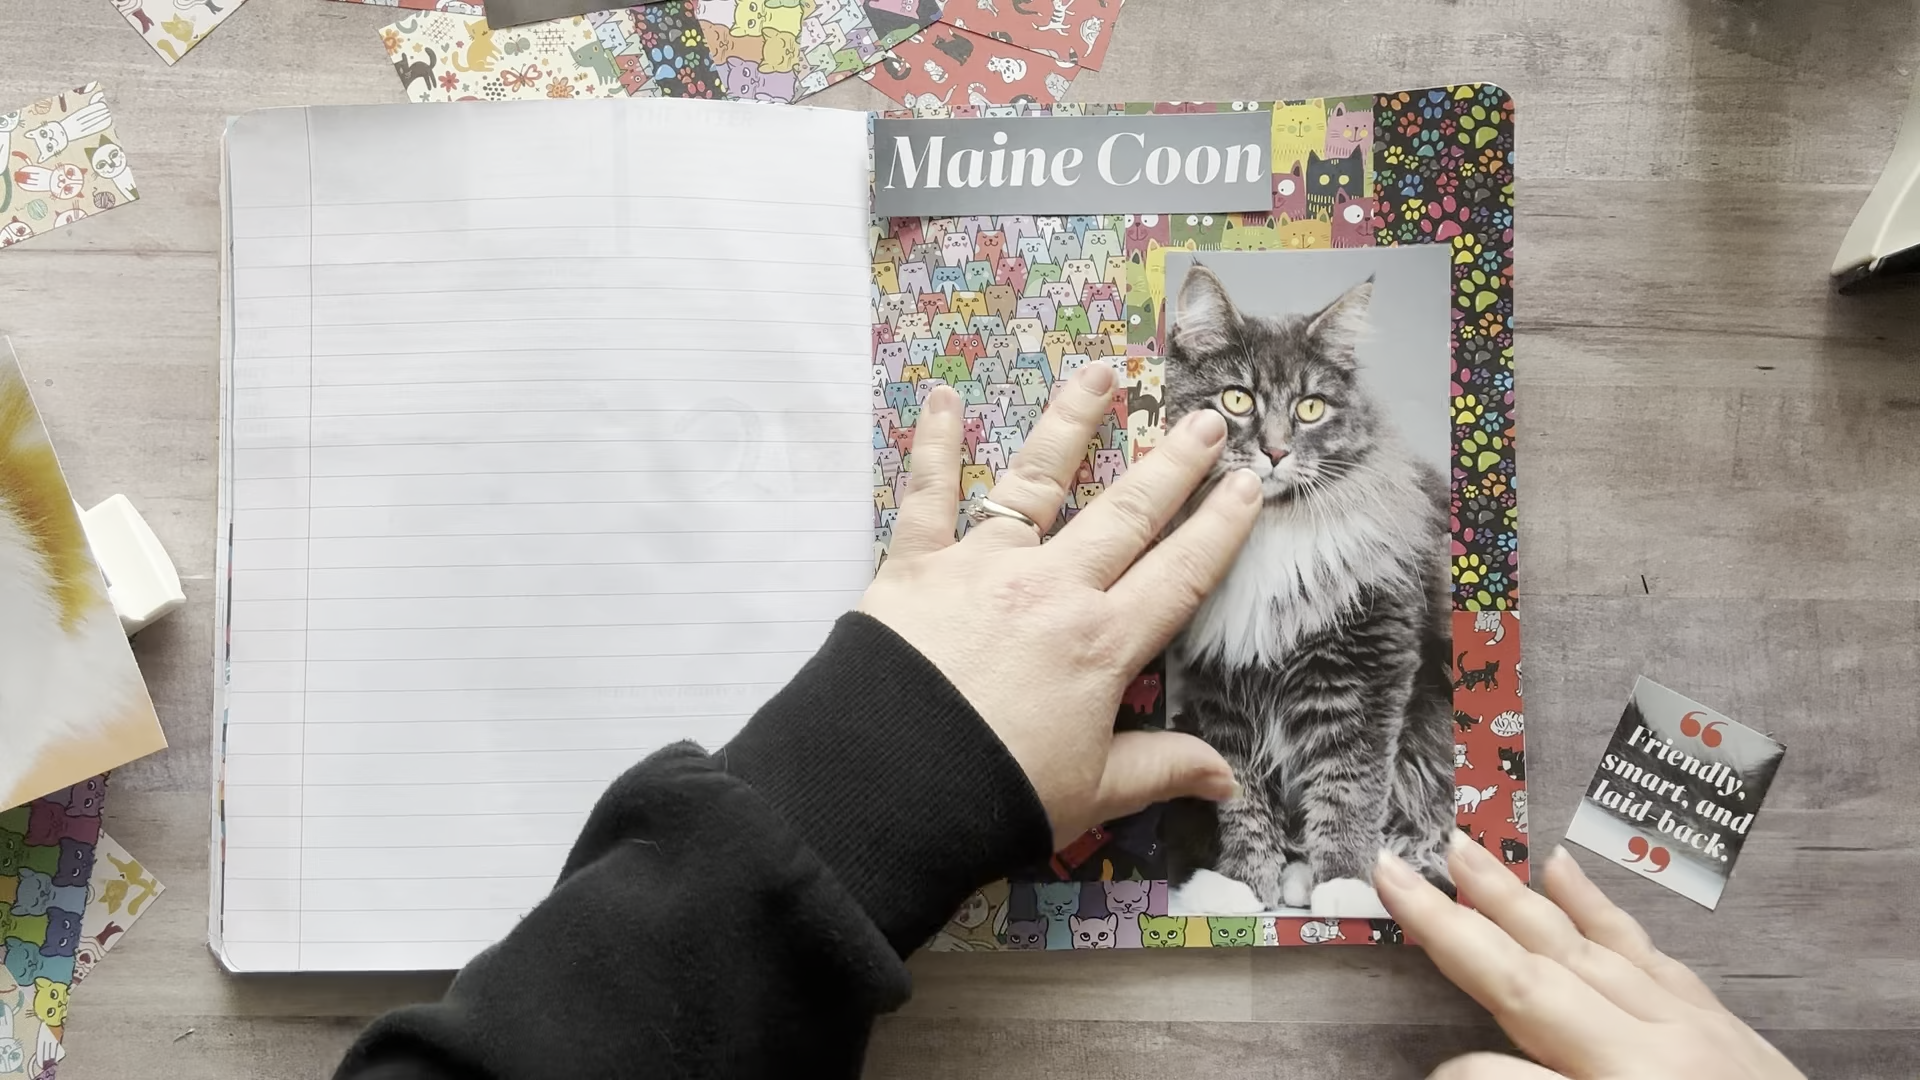 Maine Coon
“
Friendly,
smart, and
laid-back.
”